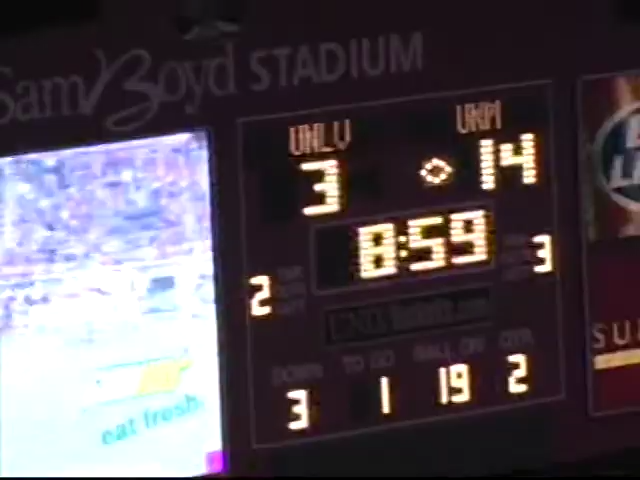 Sam Boyd STADIUM
UNLV UNM
3 14
8:59
2 3
DOWN TO GO BALL ON QTR
3 1 19 2
eat fresh
SU